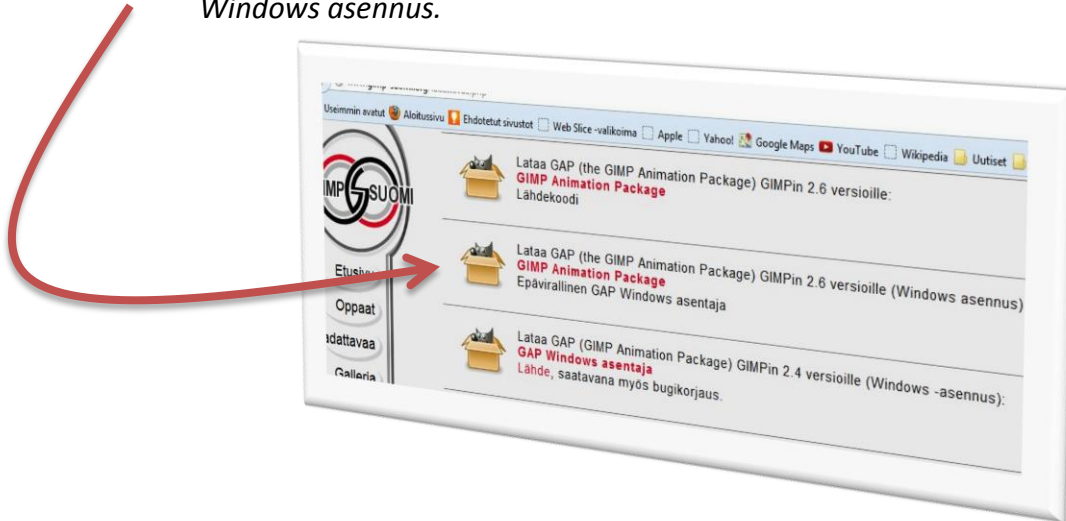 Windows asennus.
Useimmin avatut Aloitussivu Ehdotetut sivustot Web Slice -valikoima Apple Yahoo! Google Maps YouTube Wikipedia Uutiset
Lataa GAP (the GIMP Animation Package) GIMPin 2.6 versioille:
GIMP Animation Package
Lähdekoodi
IMP SUOMI
Lataa GAP (the GIMP Animation Package) GIMPin 2.6 versioille (Windows asennus)
GIMP Animation Package
Epävirallinen GAP Windows asentaja
Etusivu
Oppaat
adattavaa
Galleria
Lataa GAP (GIMP Animation Package) GIMPin 2.4 versioille (Windows -asennus):
GAP Windows asentaja
Lähde, saatavana myös bugikorjaus.